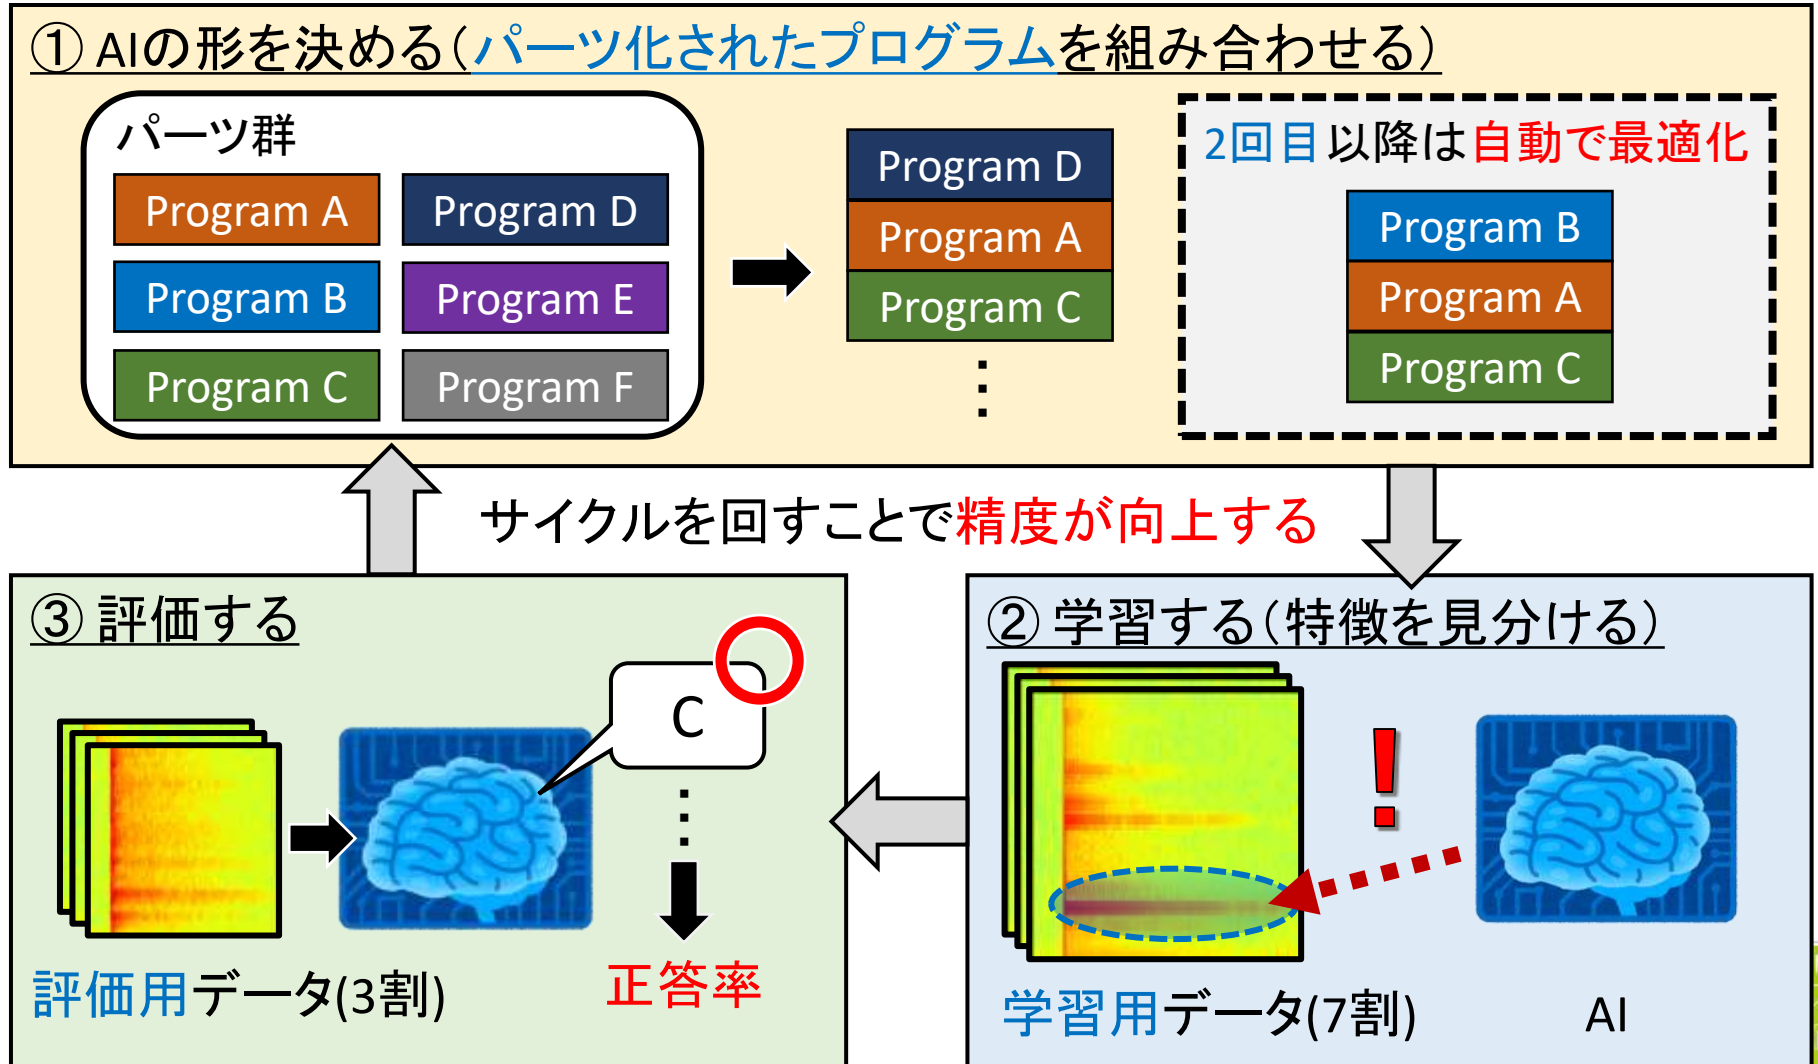 ① AIの形を決める（パーツ化されたプログラムを組み合わせる）
パーツ群
Program A
Program D
Program B
Program E
Program C
Program F
Program D
Program A
Program C
⋮
2回目以降は自動で最適化
Program B
Program A
Program C
サイクルを回すことで精度が向上する
② 学習する（特徴を見分ける）
!
学習用データ(7割)
AI
③ 評価する
C
⋮
評価用データ(3割)
正答率